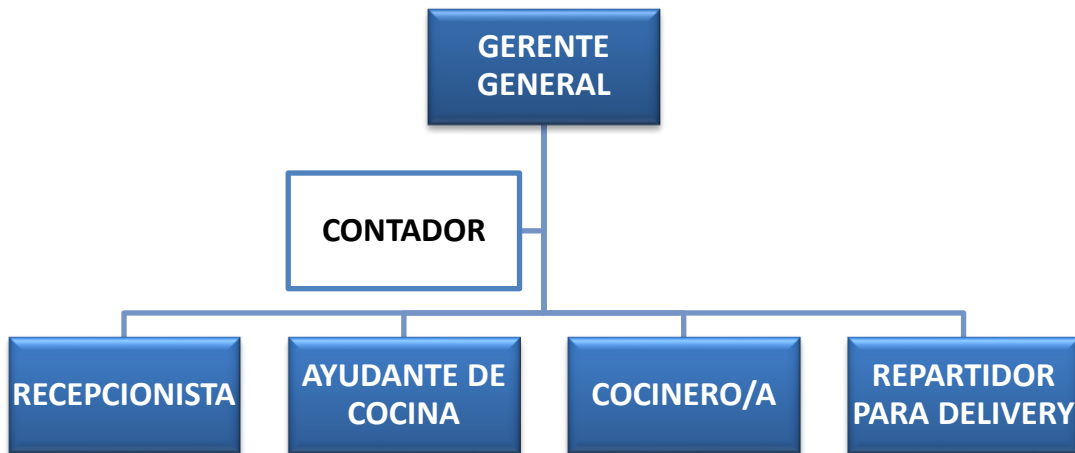 GERENTE
GENERAL
CONTADOR
RECEPCIONISTA
AYUDANTE DE
COCINA
COCINERO/A
REPARTIDOR
PARA DELIVERY